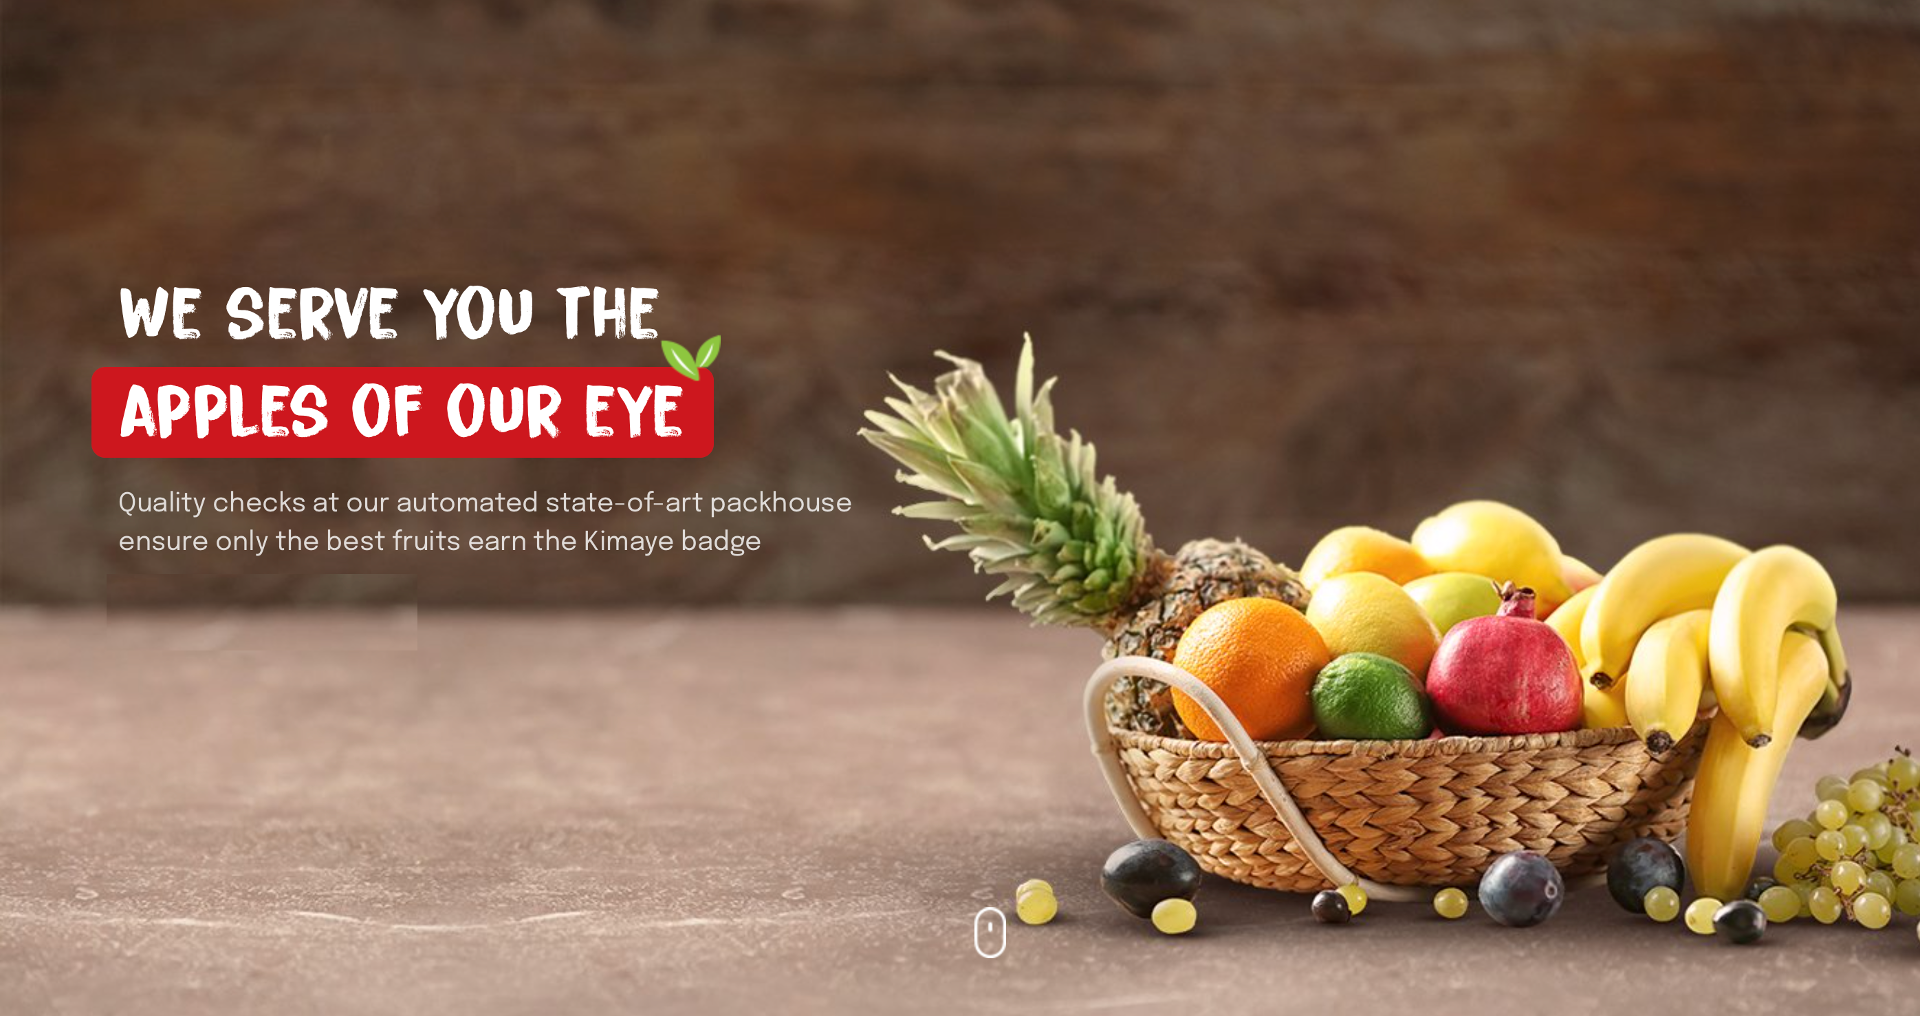 WE SERVE YOU THE
APPLES OF OUR EYE
Quality checks at our automated state-of-art packhouse
ensure only the best fruits earn the Kimaye badge